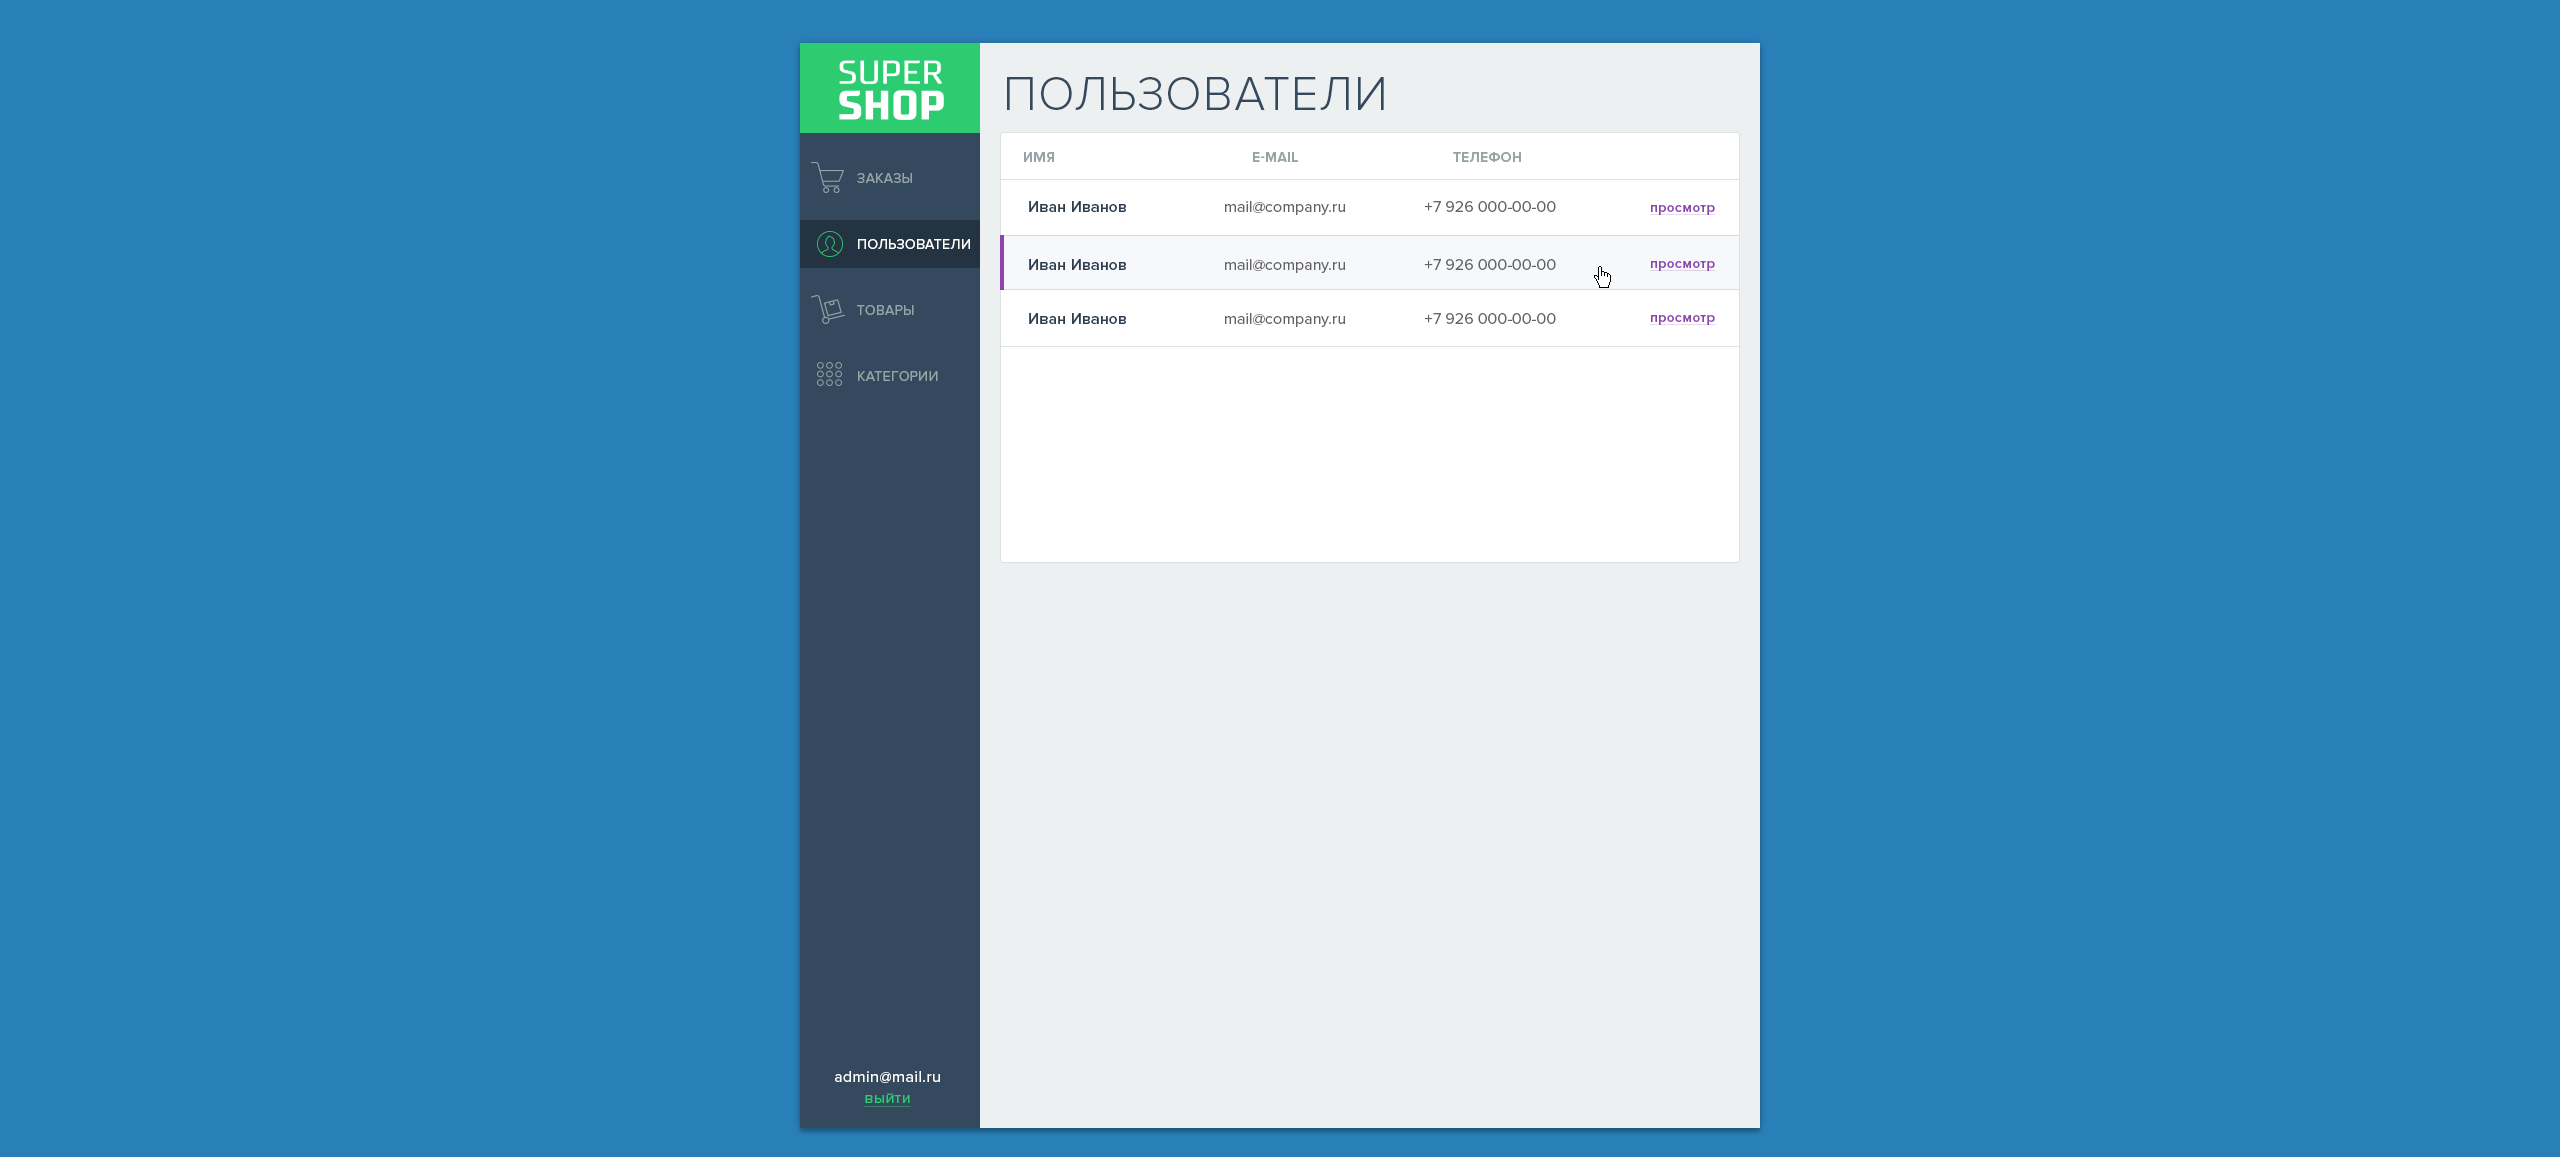 SUPER
SHOP
ЗАКАЗЫ
ПОЛЬЗОВАТЕЛИ
ТОВАРЫ
КАТЕГОРИИ
admin@mail.ru
выйти
ПОЛЬЗОВАТЕЛИ
ИМЯ E-MAIL ТЕЛЕФОН
Иван Иванов mail@company.ru +7 926 000-00-00 просмотр
Иван Иванов mail@company.ru +7 926 000-00-00 просмотр
Иван Иванов mail@company.ru +7 926 000-00-00 просмотр